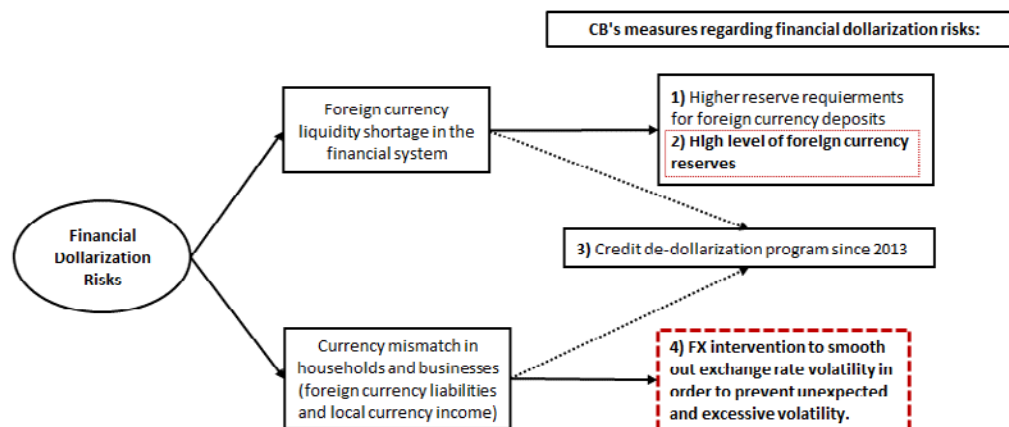 CB's measures regarding financial dollarization risks:
Foreign currency
liquidity shortage in the
financial system
1) Higher reserve requierments
for foreign currency deposits
2) High level of foreign currency
reserves
Financial
Dollarization
Risks
3) Credit de-dollarization program since 2013
Currency mismatch in
households and businesses
(foreign currency liabilities
and local currency income)
4) FX intervention to smooth
out exchange rate volatility in
order to prevent unexpected
and excessive volatility.